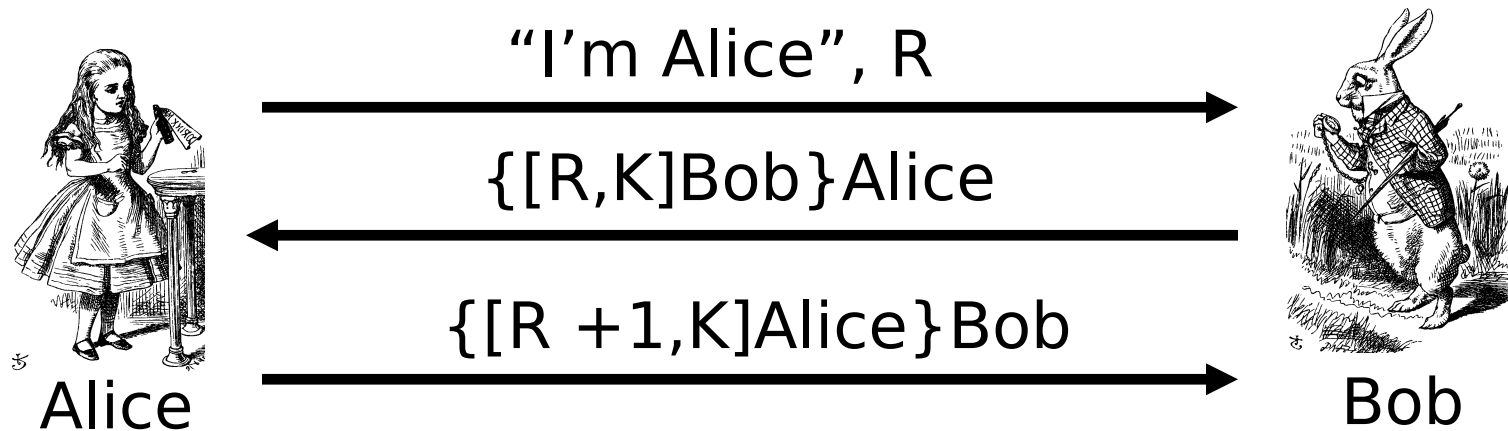 “I’m Alice”, R
{[R,K]Bob}Alice
{[R +1,K]Alice}Bob
Alice
Bob